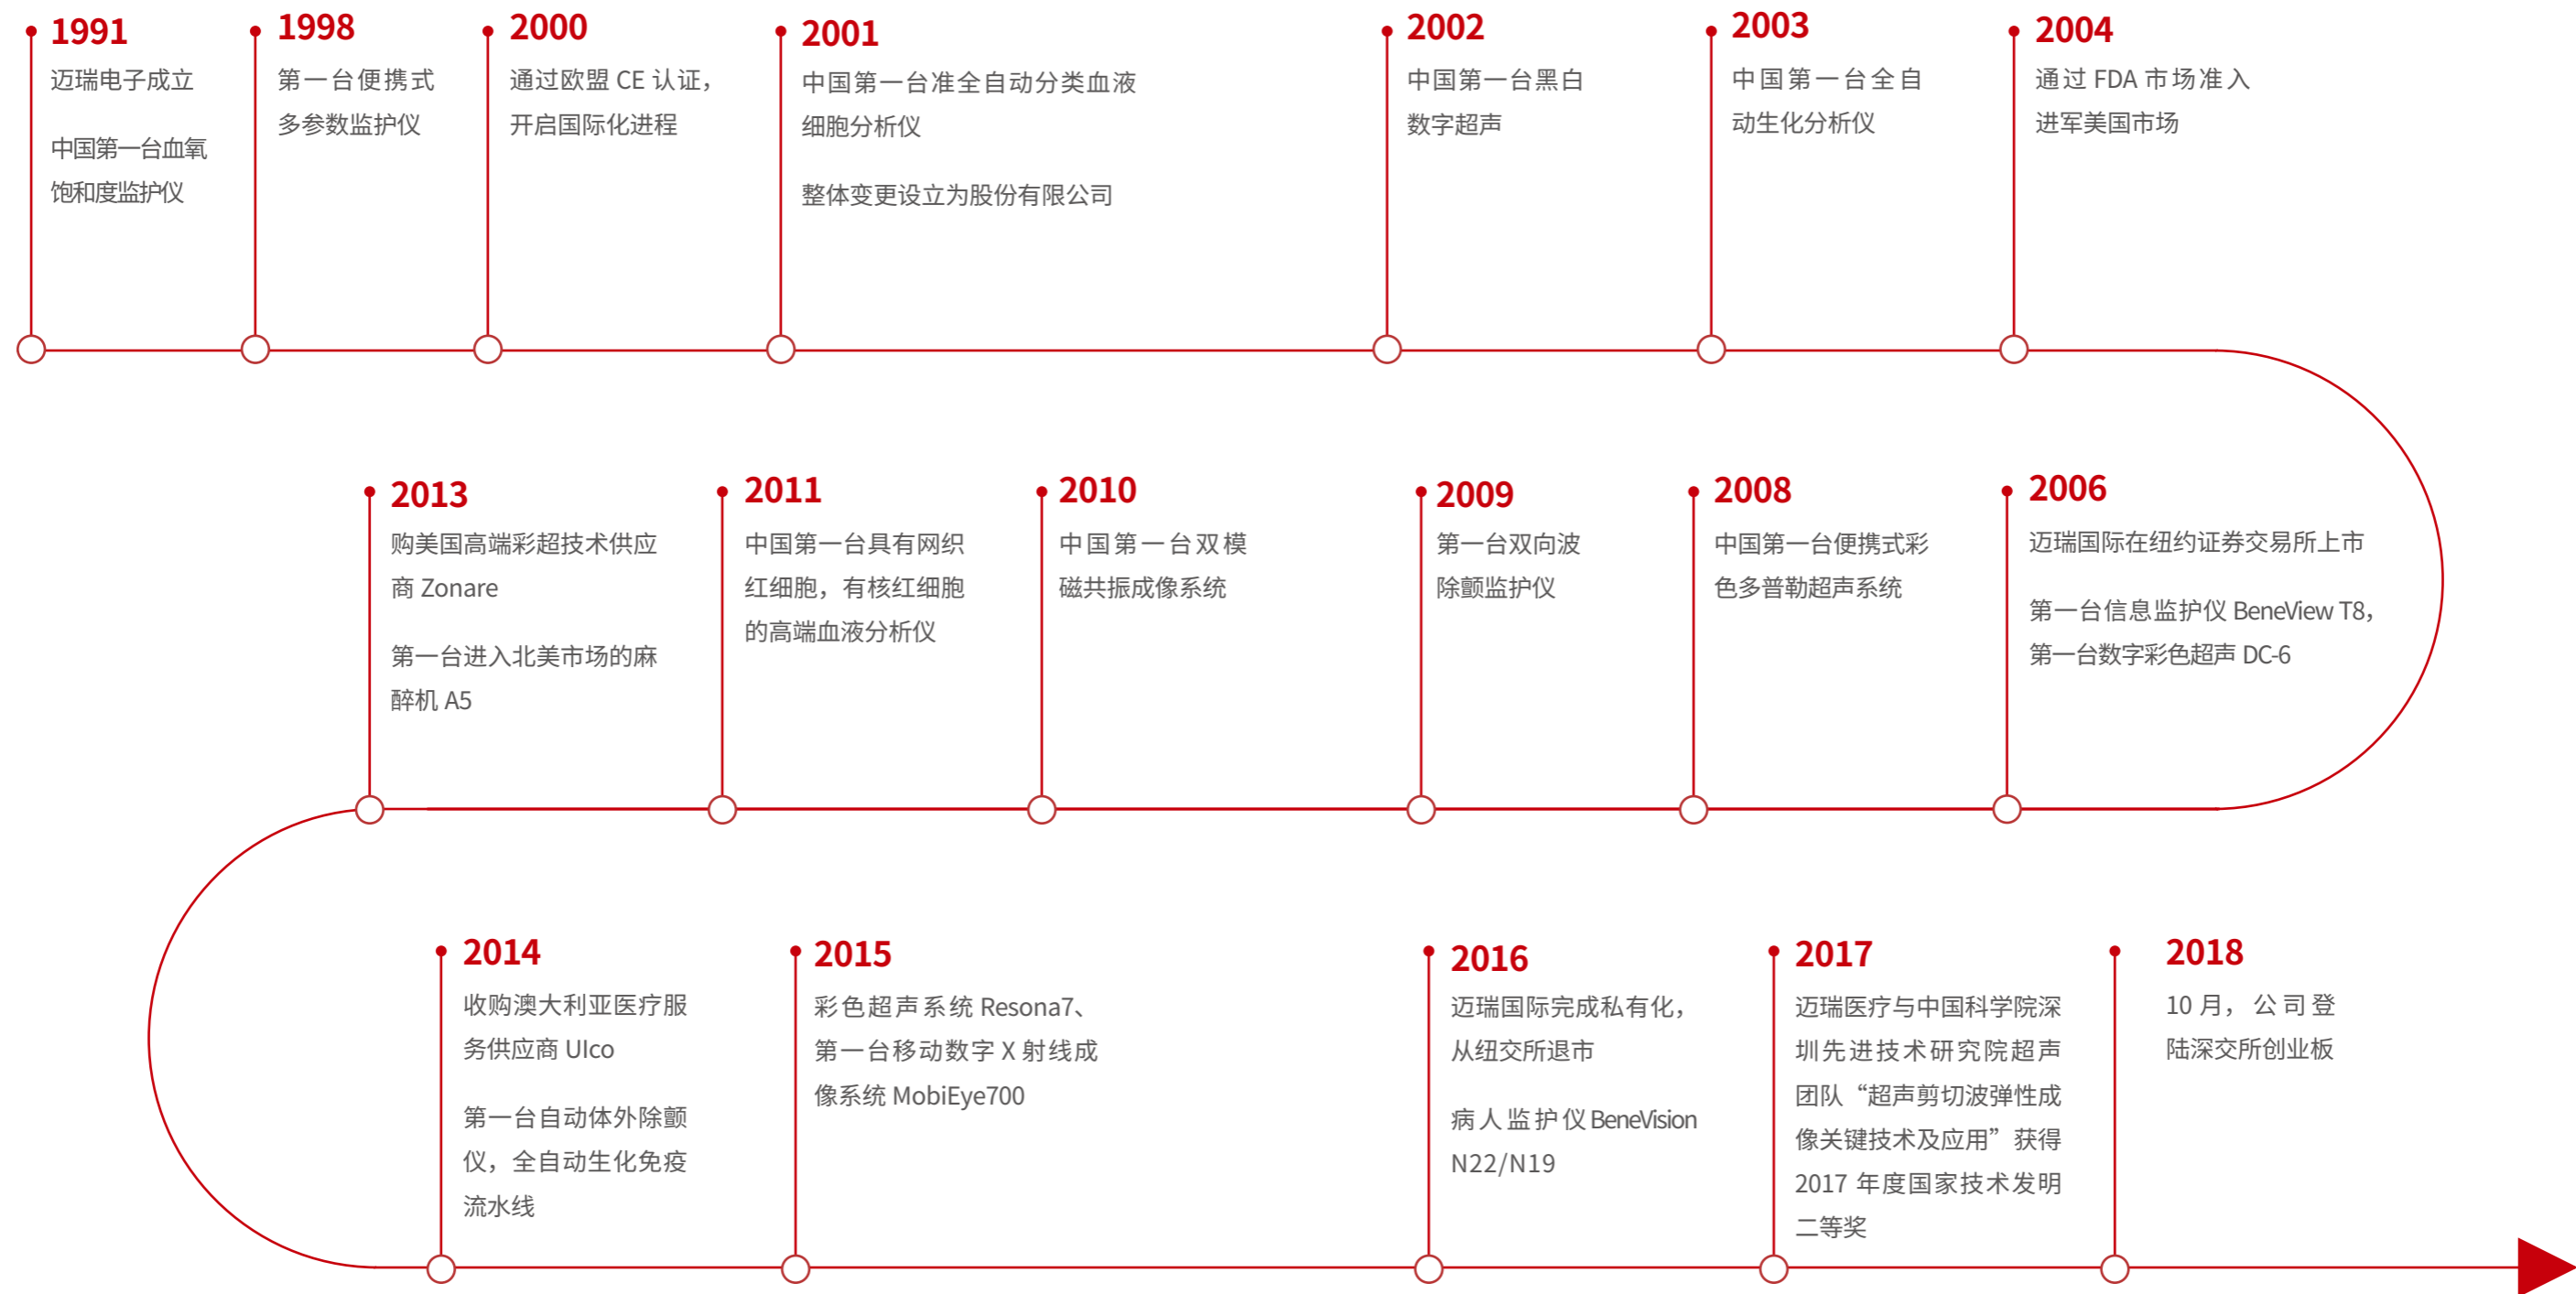 1991
迈瑞电子成立
中国第一台血氧
饱和度监护仪
1998
第一台便携式
多参数监护仪
2000
通过欧盟 CE 认证，
开启国际化进程
2001
中国第一台准全自动分类血液
细胞分析仪
整体变更设立为股份有限公司
2002
中国第一台黑白
数字超声
2003
中国第一台全自
动生化分析仪
2004
通过 FDA 市场准入
进军美国市场
2006
迈瑞国际在纽约证券交易所上市
第一台信息监护仪 BeneView T8，
第一台数字彩色超声 DC-6
2008
中国第一台便携式彩
色多普勒超声系统
2009
第一台双向波
除颤监护仪
2010
中国第一台双模
磁共振成像系统
2011
中国第一台具有网织
红细胞，有核红细胞
的高端血液分析仪
2013
购美国高端彩超技术供应
商 Zonare
第一台进入北美市场的麻
醉机 A5
2014
收购澳大利亚医疗服
务供应商 Ulco
第一台自动体外除颤
仪，全自动生化免疫
流水线
2015
彩色超声系统 Resona7、
第一台移动数字 X 射线成
像系统 MobiEye700
2016
迈瑞国际完成私有化，
从纽交所退市
病人监护仪 BeneVision
N22/N19
2017
迈瑞医疗与中国科学院深
圳先进技术研究院超声
团队“超声剪切波弹性成
像关键技术及应用”获得
2017 年度国家技术发明
二等奖
2018
10 月，公司登
陆深交所创业板